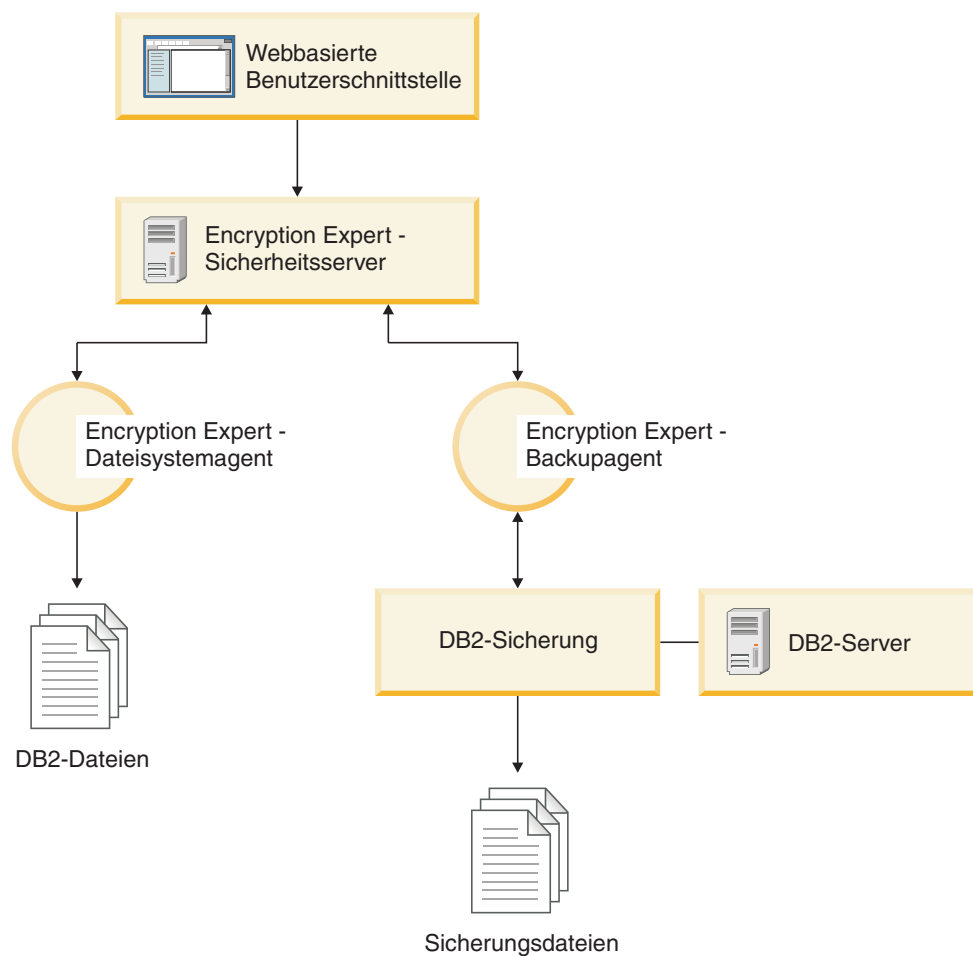 Webbasierte
Benutzerschnittstelle
Encryption Expert -
Sicherheitsserver
Encryption Expert -
Dateisystemagent
Encryption Expert -
Backupagent
DB2-Sicherung
DB2-Server
DB2-Dateien
Sicherungsdateien